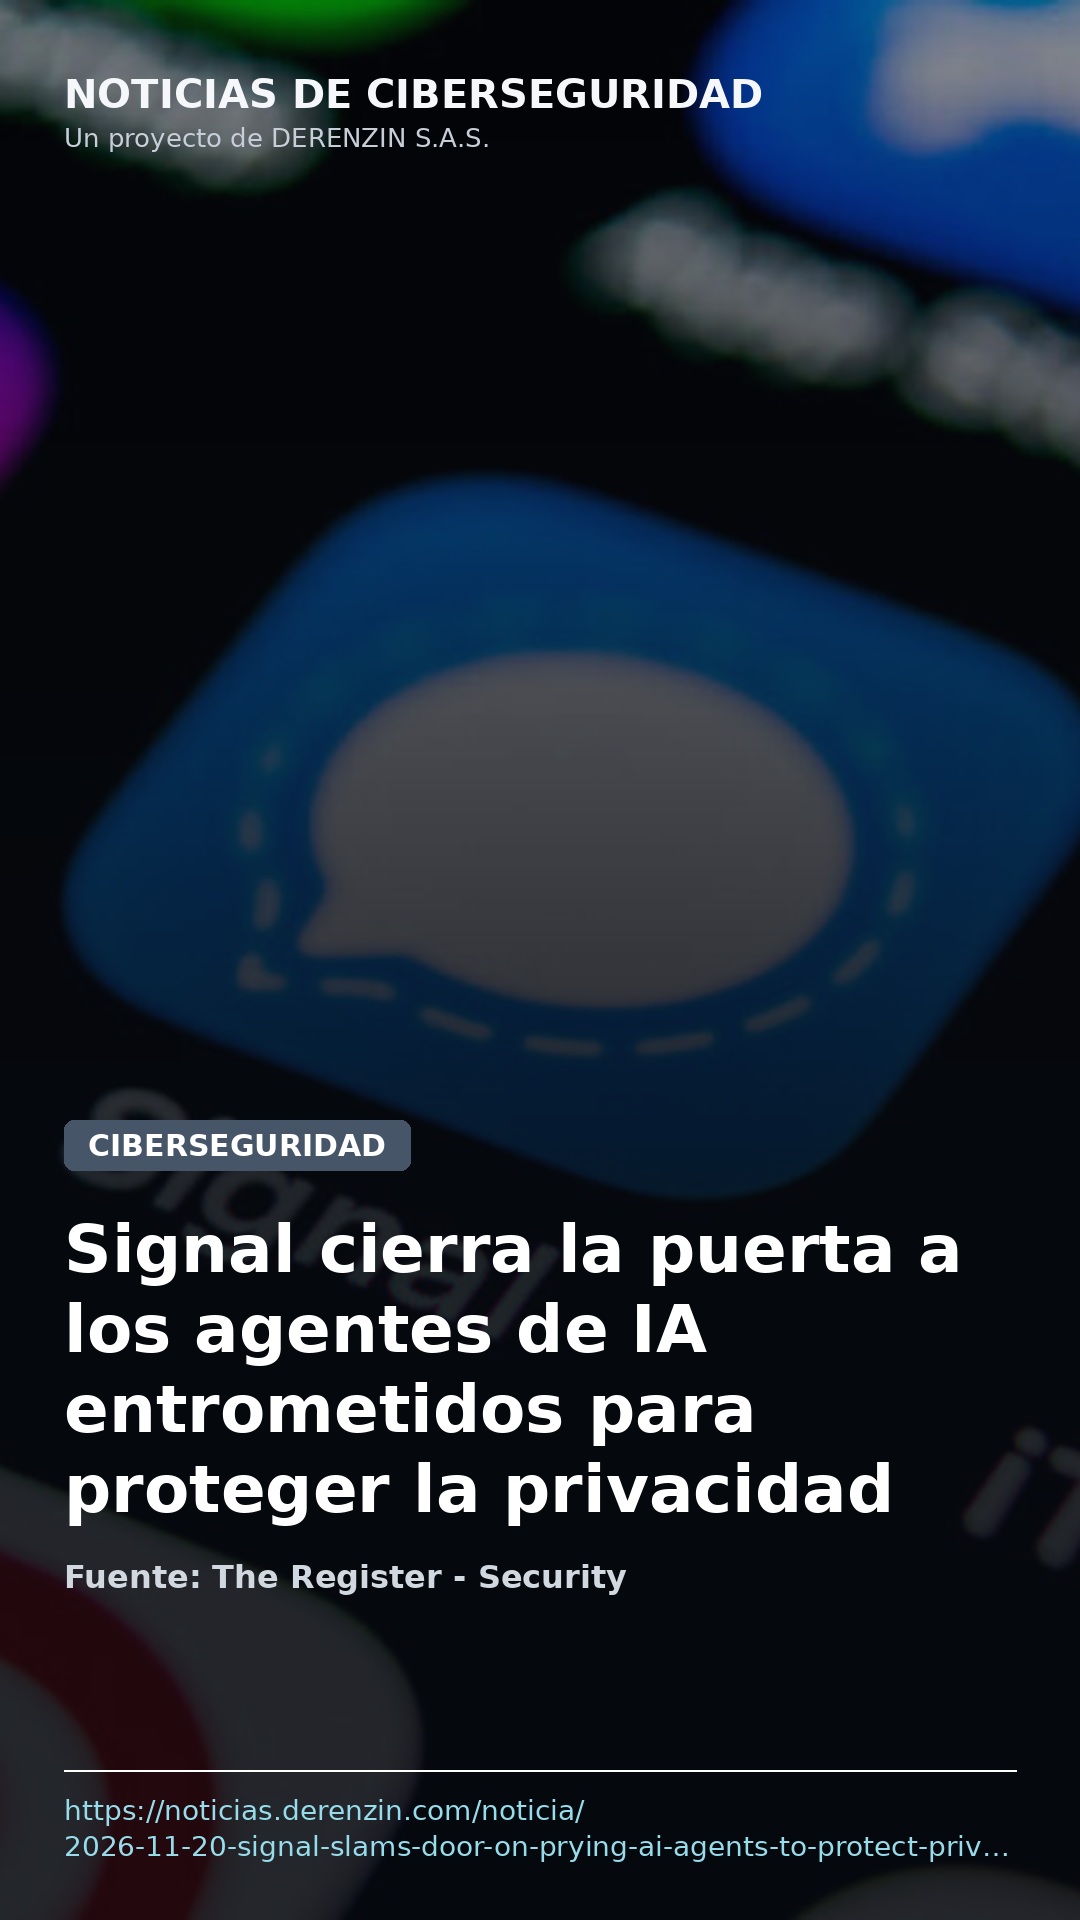 NOTICIAS DE CIBERSEGURIDAD
Un proyecto de DERENZIN S.A.S.
CIBERSEGURIDAD
Signal
Signal cierra la puerta a
los agentes de IA
entrometidos para
proteger la privacidad
Fuente: The Register - Security
https://noticias.derenzin.com/noticia/
2026-11-20-signal-slams-door-on-prying-ai-agents-to-protect-priv…